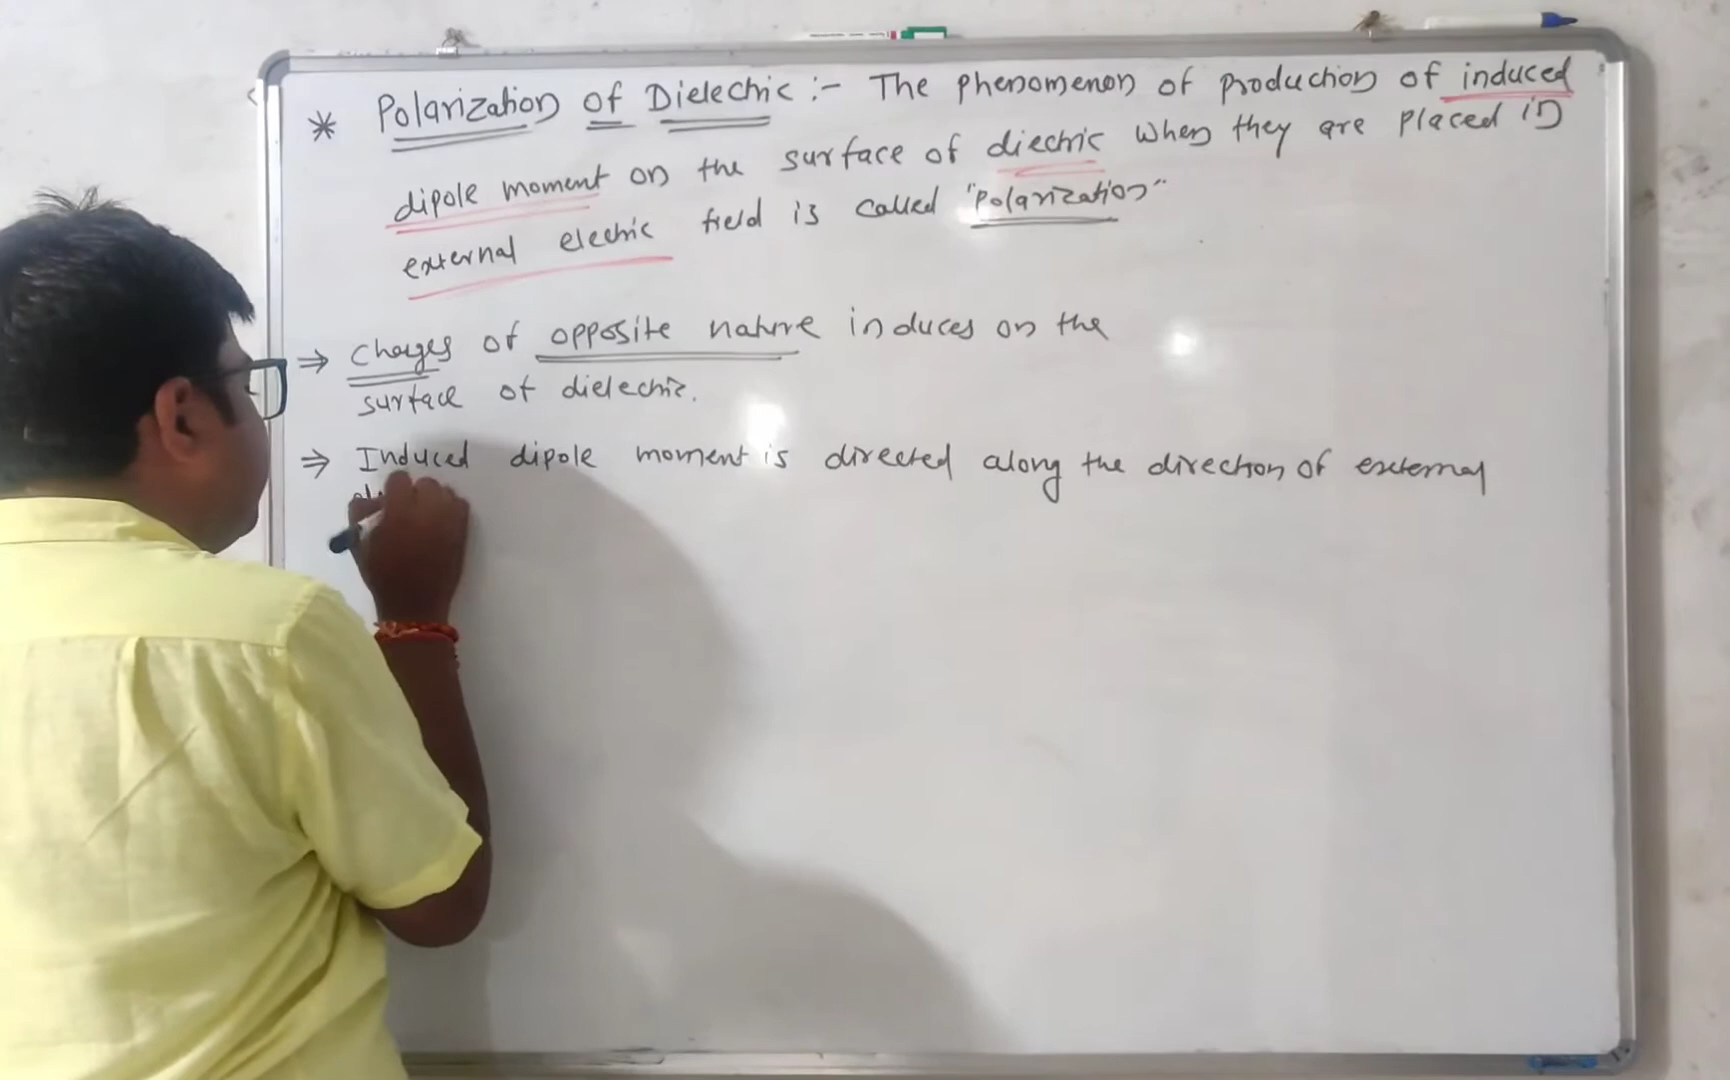 * Polarization of Dielectric :- The phenomenon of production of induced
dipole moment on the surface of diectric when they are placed in
external electric field is called "Polarization"
⇒ Charges of opposite nature induces on the
surface of dielectric.
⇒ Induced dipole moment is directed along the direction of external